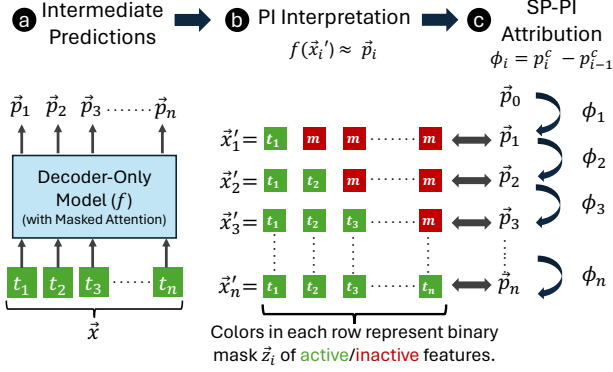 a Intermediate Predictions
b PI Interpretation
f(x⃗ᵢ′) ≈ p⃗ᵢ
c SP-PI Attribution
ϕᵢ = pᵢᶜ − pᵢ₋₁ᶜ
p⃗₁ p⃗₂ p⃗₃ ........ p⃗ₙ
Decoder-Only
Model (f)
(with Masked Attention)
t₁ t₂ t₃ ........ tₙ
x⃗
x⃗₁′= t₁ m m ........ m
x⃗₂′= t₁ t₂ m ........ m
x⃗₃′= t₁ t₂ t₃ ........ m
x⃗ₙ′= t₁ t₂ t₃ ........ tₙ
Colors in each row represent binary
mask z⃗ᵢ of active/inactive features.
p⃗₀
ϕ₁
p⃗₁
ϕ₂
p⃗₂
ϕ₃
p⃗₃
p⃗ₙ
ϕₙ